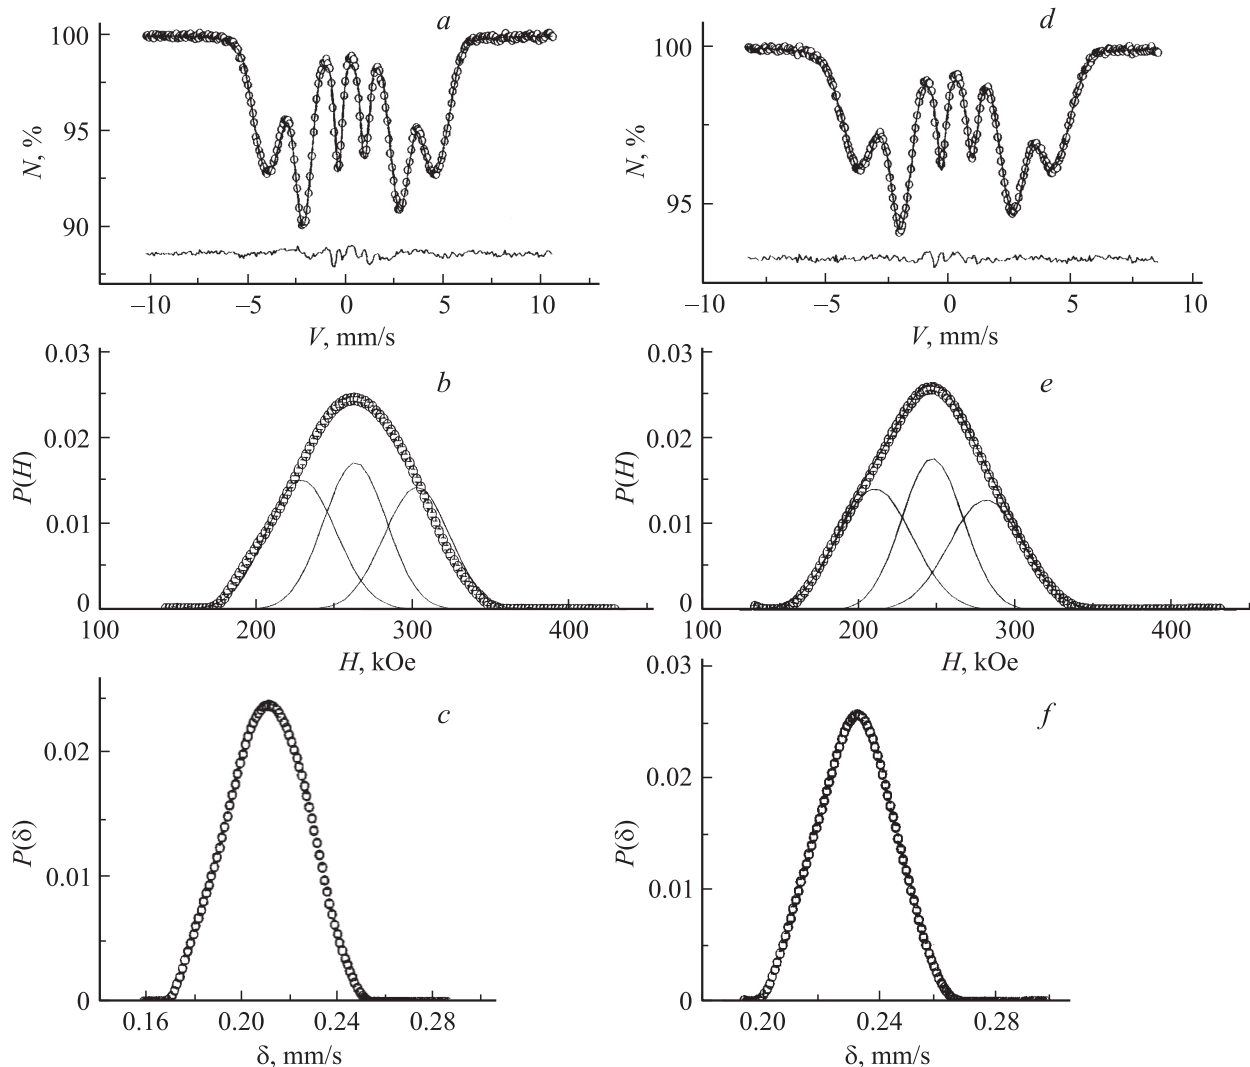 a
100
95
90
N, %
–10 –5 0 5 10
V, mm/s
d
100
95
N, %
–10 –5 0 5 10
V, mm/s
b
0.03
0.02
0.01
0
P(H)
100 200 300 400
H, kOe
e
0.03
0.02
0.01
0
P(H)
100 200 300 400
H, kOe
c
0.02
0.01
0
P(δ)
0.16 0.20 0.24 0.28
δ, mm/s
f
0.03
0.02
0.01
0
P(δ)
0.20 0.24 0.28
δ, mm/s